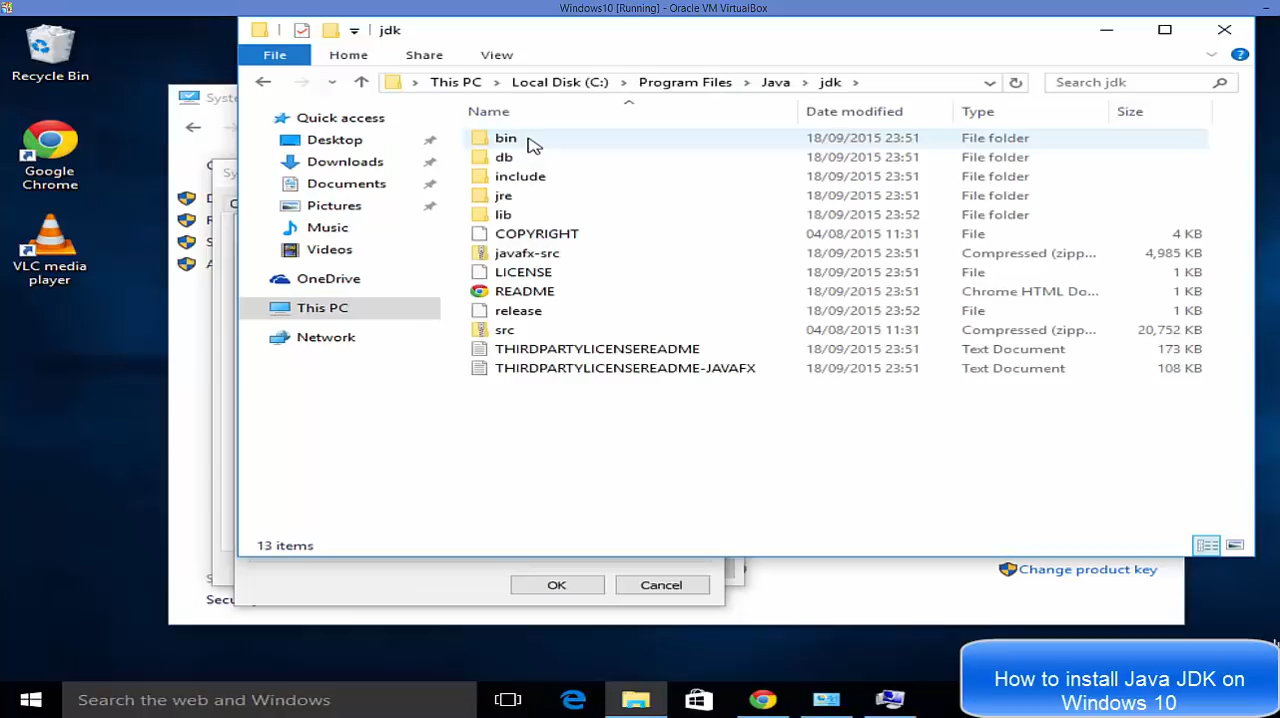 Windows10 [Running] - Oracle VM VirtualBox
jdk
File Home Share View
This PC Local Disk (C:) Program Files Java jdk
Search jdk
Name Date modified Type Size
Quick access
Desktop
Downloads
Documents
Pictures
Music
Videos
OneDrive
This PC
Network
bin 18/09/2015 23:51 File folder
db 18/09/2015 23:51 File folder
include 18/09/2015 23:51 File folder
jre 18/09/2015 23:51 File folder
lib 18/09/2015 23:52 File folder
COPYRIGHT 04/08/2015 11:31 File 4 KB
javafx-src 18/09/2015 23:51 Compressed (zipp... 4,985 KB
LICENSE 18/09/2015 23:51 File 1 KB
README 18/09/2015 23:51 Chrome HTML Do... 1 KB
release 18/09/2015 23:52 File 1 KB
src 04/08/2015 11:31 Compressed (zipp... 20,752 KB
THIRDPARTYLICENSEREADME 18/09/2015 23:51 Text Document 173 KB
THIRDPARTYLICENSEREADME-JAVAFX 18/09/2015 23:51 Text Document 108 KB
13 items
Recycle Bin
Google
Chrome
VLC media
player
Syste
Sy
Change product key
OK Cancel
Secu
Search the web and Windows
How to install Java JDK on
Windows 10